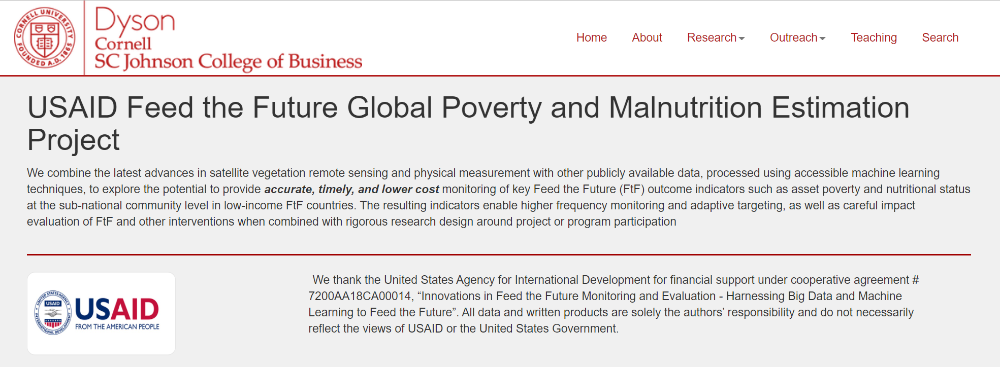 CORNELL UNIVERSITY
FOUNDED A.D. 1865
Dyson
Cornell
SC Johnson College of Business
Home About Research Outreach Teaching Search
USAID Feed the Future Global Poverty and Malnutrition Estimation
Project
We combine the latest advances in satellite vegetation remote sensing and physical measurement with other publicly available data, processed using accessible machine learning
techniques, to explore the potential to provide accurate, timely, and lower cost monitoring of key Feed the Future (FtF) outcome indicators such as asset poverty and nutritional status
at the sub-national community level in low-income FtF countries. The resulting indicators enable higher frequency monitoring and adaptive targeting, as well as careful impact
evaluation of FtF and other interventions when combined with rigorous research design around project or program participation
UNITED STATES AGENCY
USAID
INTERNATIONAL DEVELOPMENT
USAID
FROM THE AMERICAN PEOPLE
We thank the United States Agency for International Development for financial support under cooperative agreement #
7200AA18CA00014, “Innovations in Feed the Future Monitoring and Evaluation - Harnessing Big Data and Machine
Learning to Feed the Future”. All data and written products are solely the authors’ responsibility and do not necessarily
reflect the views of USAID or the United States Government.